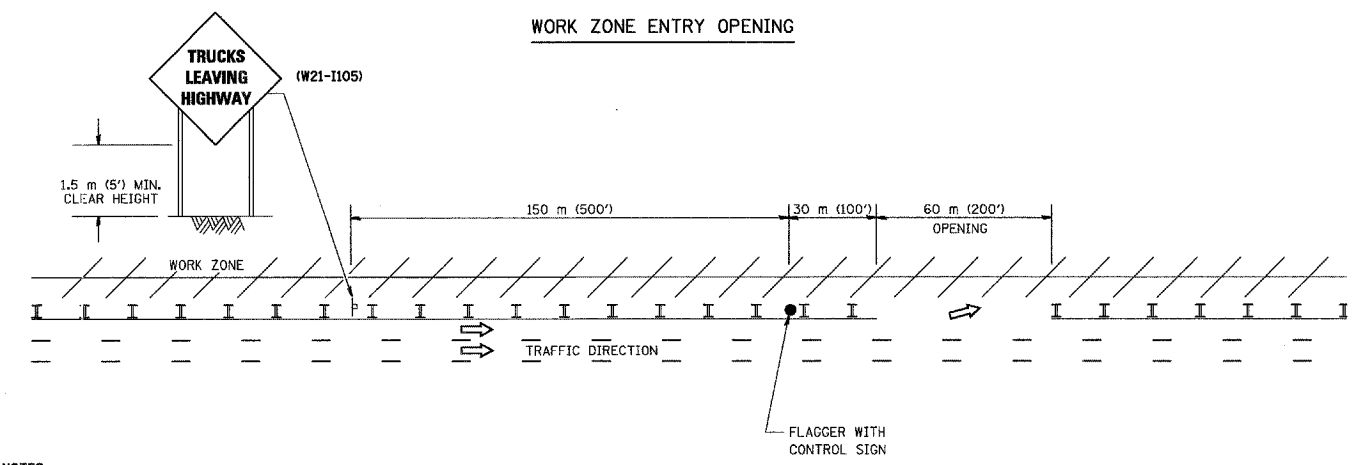 WORK ZONE ENTRY OPENING
TRUCKS
LEAVING
HIGHWAY
(W21-I105)
1.5 m (5') MIN.
CLEAR HEIGHT
150 m (500')
30 m (100')
60 m (200')
OPENING
WORK ZONE
TRAFFIC DIRECTION
FLAGGER WITH
CONTROL SIGN
NOTES